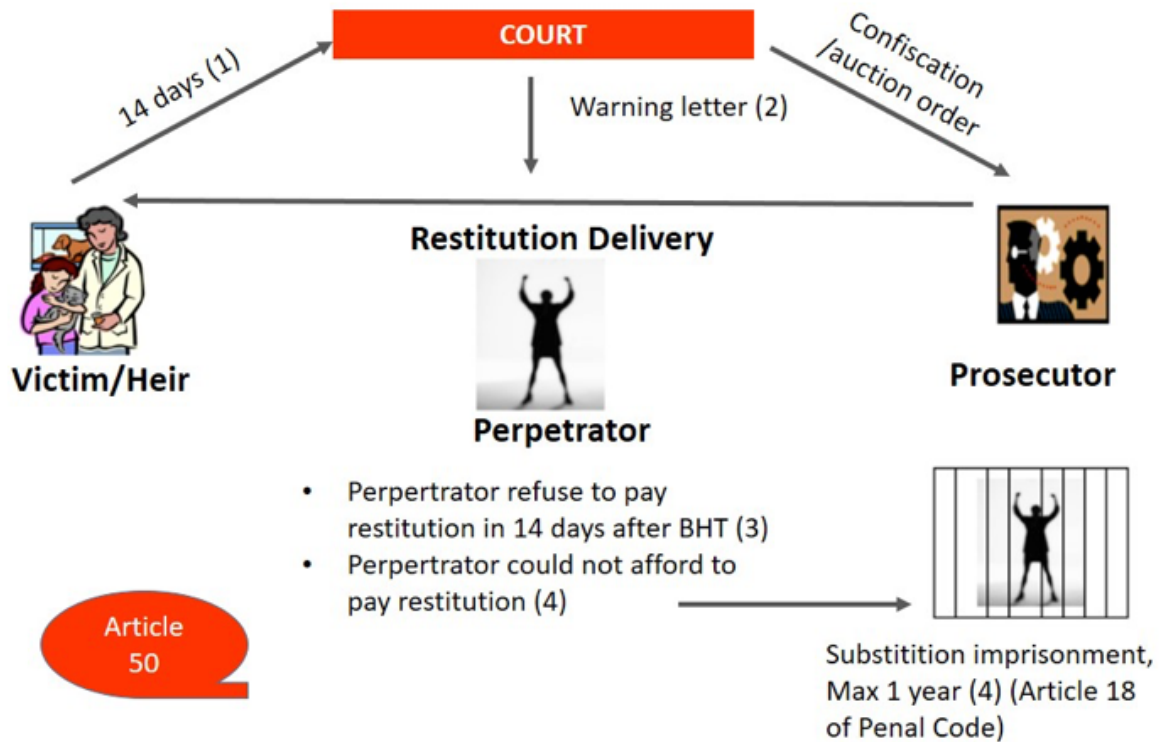 COURT
14 days (1)
Warning letter (2)
Confiscation
/auction order
Restitution Delivery
Victim/Heir
Perpetrator
Prosecutor
• Perpertrator refuse to pay
restitution in 14 days after BHT (3)
• Perpertrator could not afford to
pay restitution (4)
Article
50
Substitition imprisonment,
Max 1 year (4) (Article 18
of Penal Code)